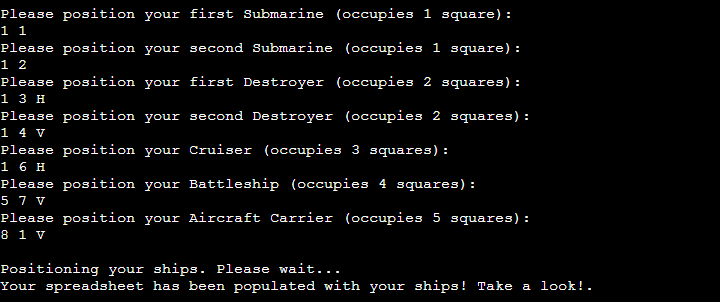 Please position your first Submarine (occupies 1 square):
1 1
Please position your second Submarine (occupies 1 square):
1 2
Please position your first Destroyer (occupies 2 squares):
1 3 H
Please position your second Destroyer (occupies 2 squares):
1 4 V
Please position your Cruiser (occupies 3 squares):
1 6 H
Please position your Battleship (occupies 4 squares):
5 7 V
Please position your Aircraft Carrier (occupies 5 squares):
8 1 V
Positioning your ships. Please wait...
Your spreadsheet has been populated with your ships! Take a look!.